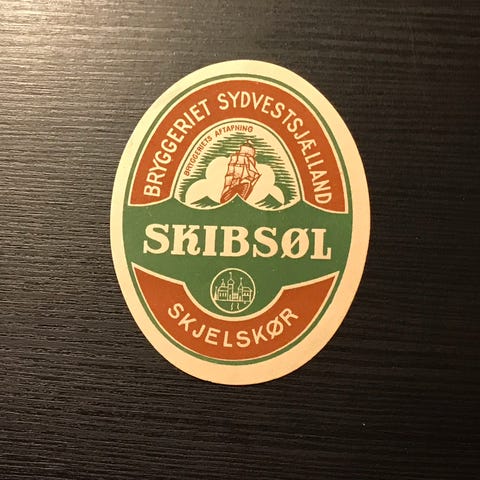 BRYGGERIET SYDVESTSJÆLLAND
BRYGGERIETS AFTAPNING
SKIBSØL
SKJELSKØR